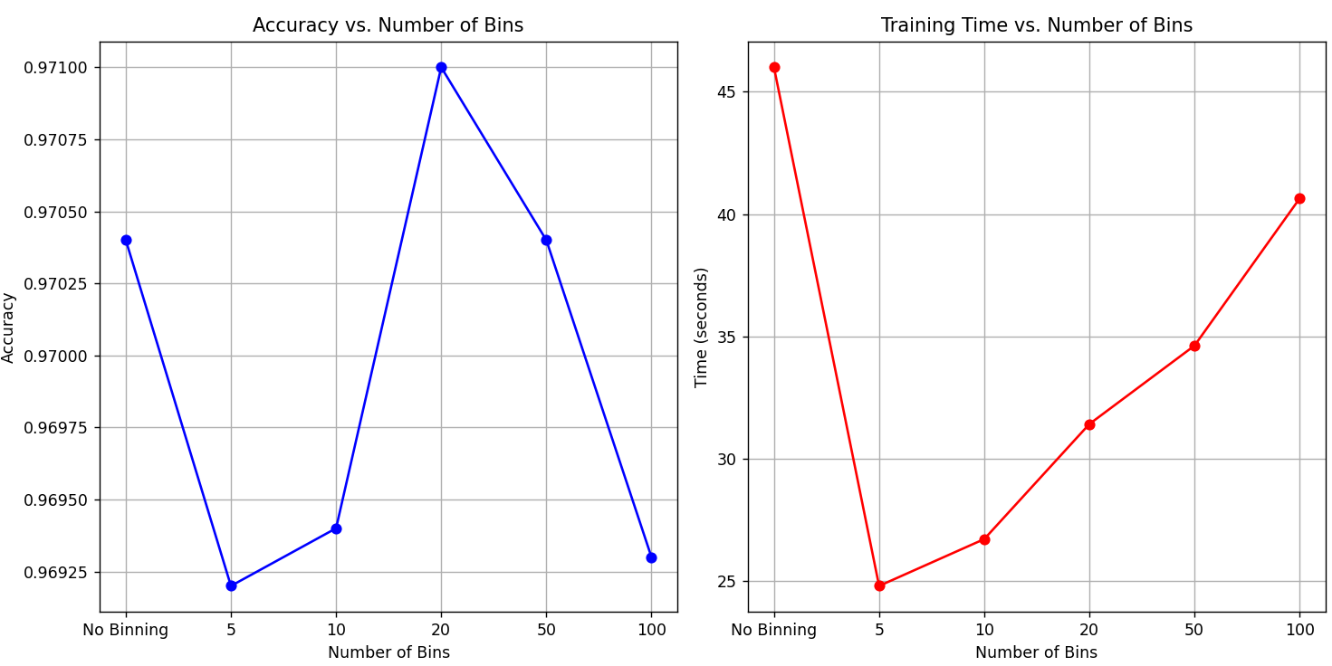 Accuracy vs. Number of Bins
0.97100
0.97075
0.97050
0.97025
0.97000
0.96975
0.96950
0.96925
Accuracy
No Binning 5 10 20 50 100
Number of Bins
Training Time vs. Number of Bins
45
40
35
30
25
Time (seconds)
No Binning 5 10 20 50 100
Number of Bins